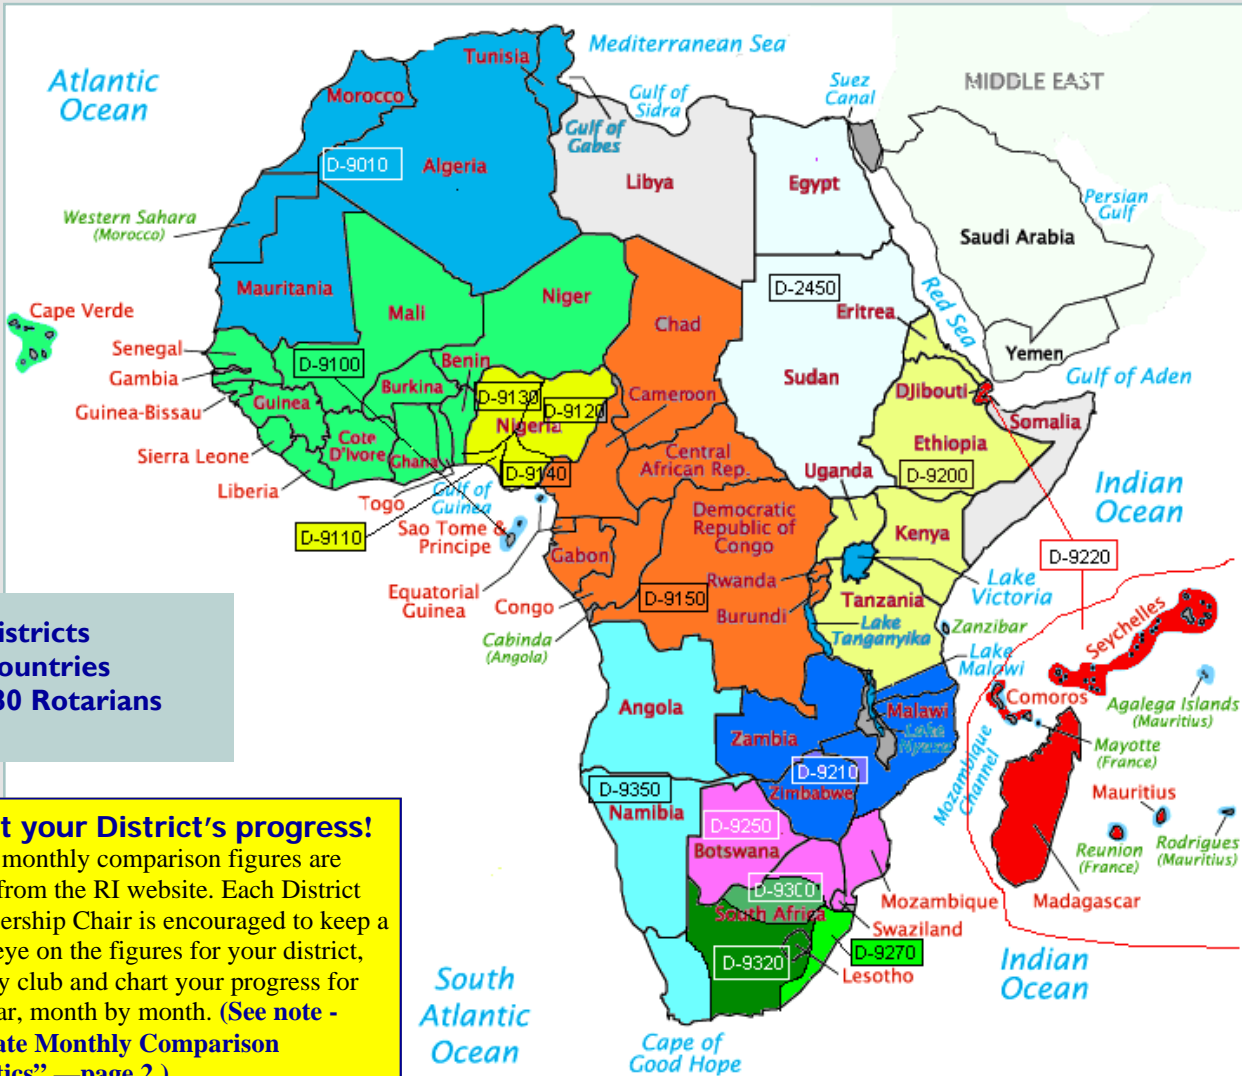 Atlantic
Ocean
Mediterranean Sea
MIDDLE EAST
Tunisia
Morocco
Gulf of
Sidra
Suez
Canal
Gulf of
Gabes
D-9010
Algeria
Libya
Egypt
Persian
Gulf
Western Sahara
(Morocco)
Saudi Arabia
Mauritania
Mali
Niger
Chad
D-2450
Eritrea
Red Sea
Cape Verde
Senegal
Gambia
Guinea-Bissau
D-9100
Benin
Burkina
Guinea
D-9130
D-9120
Nigeria
Cameroon
Sudan
Yemen
Gulf of Aden
Djibouti
Somalia
Ethiopia
Sierra Leone
Liberia
Cote
D'Ivore
Ghana
Togo
D-9140
Central
African Rep.
Uganda
D-9200
Gulf of
Guinea
D-9110
Sao Tome &
Principe
Democratic
Republic of
Congo
Kenya
Indian
Ocean
D-9220
Gabon
Equatorial
Guinea
Congo
Cabinda
(Angola)
D-9150
Rwanda
Burundi
Tanzania
Lake
Victoria
Lake
Tanganyika
Zanzibar
Lake
Malawi
Seychelles
Comoros
Agalega Islands
(Mauritius)
Mayotte
(France)
istricts
ountries
80 Rotarians
Angola
Zambia
Malawi
Lake
D-9210
Zimbabwe
Mozambique
Channel
Mauritius
Reunion
(France)
Rodrigues
(Mauritius)
Madagascar
D-9350
Namibia
D-9250
Botswana
D-9300
South Africa
Mozambique
Swaziland
D-9270
D-9320
Lesotho
t your District's progress!
monthly comparison figures are
from the RI website. Each District
ership Chair is encouraged to keep a
eye on the figures for your district,
y club and chart your progress for
ar, month by month. (See note -
ate Monthly Comparison
tics" —page 2.)
South
Atlantic
Ocean
Cape of
Good Hope
Indian
Ocean